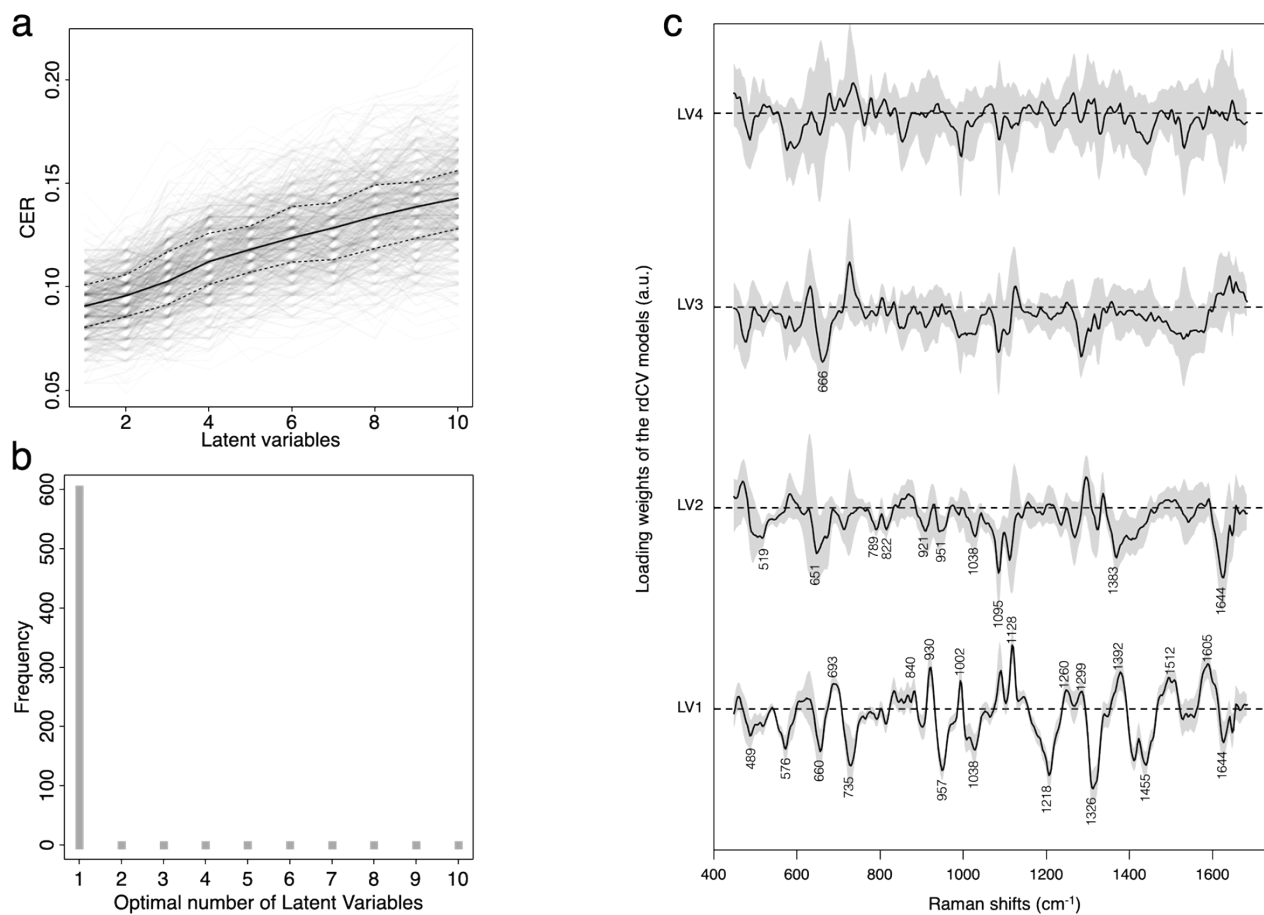 a
CER
0.20
0.15
0.10
0.05
2 4 6 8 10
Latent variables
b
Frequency
600
500
400
300
200
100
0
1 2 3 4 5 6 7 8 9 10
Optimal number of Latent Variables
c
Loading weights of the rdCV models (a.u.)
LV4
LV3
666
LV2
519 651 789 822 921 951 1038 1095 1383 1644
LV1
693 840 930 1002 1128 1260 1299 1392 1512 1605
489 576 660 735 957 1038 1218 1326 1455 1644
400 600 800 1000 1200 1400 1600
Raman shifts (cm⁻¹)